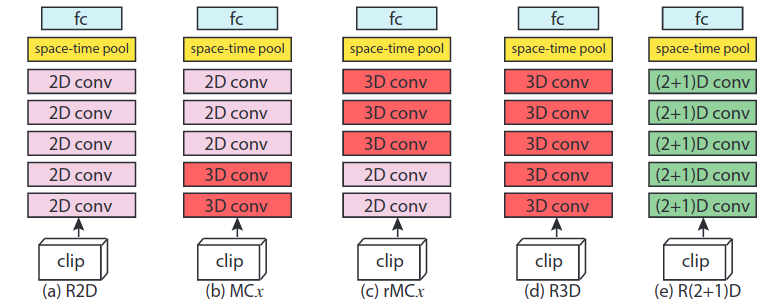 fc fc fc fc fc
space-time pool space-time pool space-time pool space-time pool space-time pool
2D conv 2D conv 3D conv 3D conv (2+1)D conv
2D conv 2D conv 3D conv 3D conv (2+1)D conv
2D conv 2D conv 3D conv 3D conv (2+1)D conv
2D conv 3D conv 2D conv 3D conv (2+1)D conv
2D conv 3D conv 2D conv 3D conv (2+1)D conv
clip clip clip clip clip
(a) R2D (b) MCx (c) rMCx (d) R3D (e) R(2+1)D